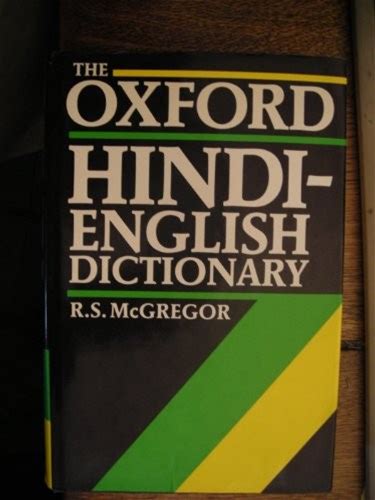 THE
OXFORD
HINDI-
ENGLISH
DICTIONARY
R.S. McGREGOR